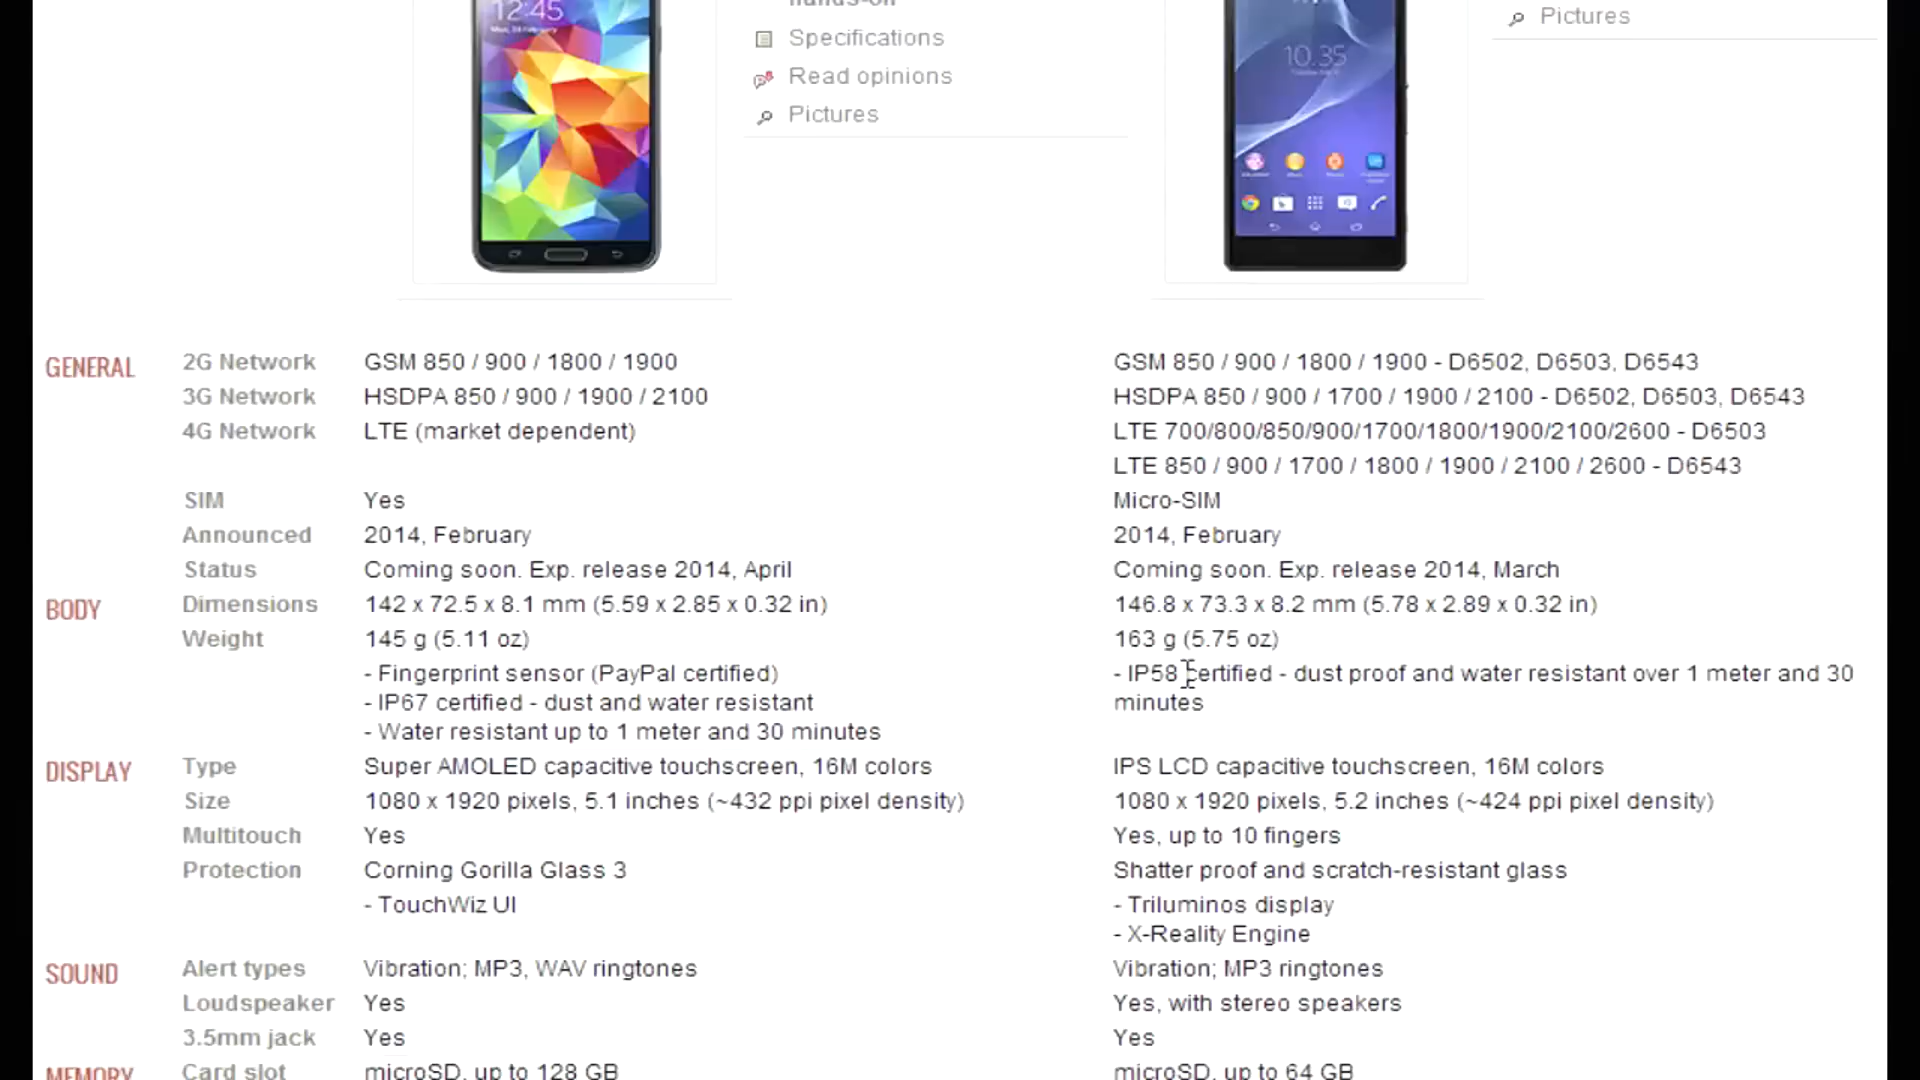 12:45
hands-on
Specifications
Read opinions
Pictures
10.35
Pictures
GENERAL
2G Network GSM 850 / 900 / 1800 / 1900 GSM 850 / 900 / 1800 / 1900 - D6502, D6503, D6543
3G Network HSDPA 850 / 900 / 1900 / 2100 HSDPA 850 / 900 / 1700 / 1900 / 2100 - D6502, D6503, D6543
4G Network LTE (market dependent) LTE 700/800/850/900/1700/1800/1900/2100/2600 - D6503
LTE 850 / 900 / 1700 / 1800 / 1900 / 2100 / 2600 - D6543
SIM Yes Micro-SIM
Announced 2014, February 2014, February
Status Coming soon. Exp. release 2014, April Coming soon. Exp. release 2014, March
BODY Dimensions 142 x 72.5 x 8.1 mm (5.59 x 2.85 x 0.32 in) 146.8 x 73.3 x 8.2 mm (5.78 x 2.89 x 0.32 in)
Weight 145 g (5.11 oz) 163 g (5.75 oz)
- Fingerprint sensor (PayPal certified) - IP58 certified - dust proof and water resistant over 1 meter and 30
- IP67 certified - dust and water resistant minutes
- Water resistant up to 1 meter and 30 minutes
DISPLAY Type Super AMOLED capacitive touchscreen, 16M colors IPS LCD capacitive touchscreen, 16M colors
Size 1080 x 1920 pixels, 5.1 inches (~432 ppi pixel density) 1080 x 1920 pixels, 5.2 inches (~424 ppi pixel density)
Multitouch Yes Yes, up to 10 fingers
Protection Corning Gorilla Glass 3 Shatter proof and scratch-resistant glass
- TouchWiz UI - Triluminos display
- X-Reality Engine
SOUND Alert types Vibration; MP3, WAV ringtones Vibration; MP3 ringtones
Loudspeaker Yes Yes, with stereo speakers
3.5mm jack Yes Yes
MEMORY Card slot microSD, up to 128 GB microSD, up to 64 GB